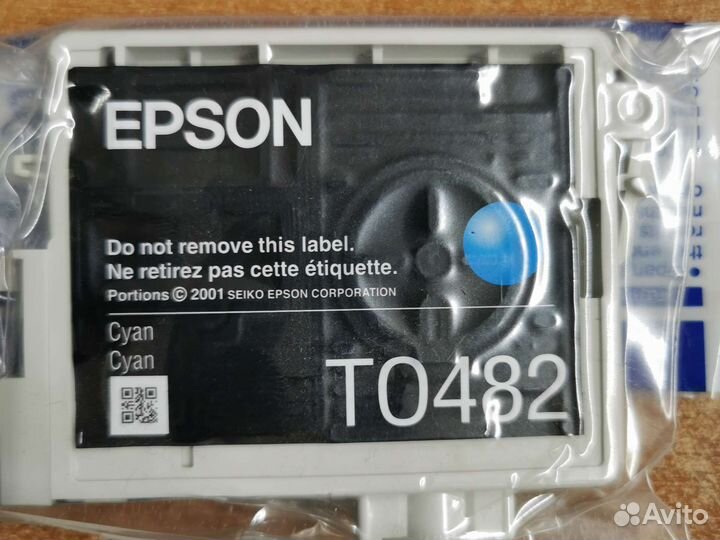 EPSON
Do not remove this label.
Ne retirez pas cette étiquette.
Portions © 2001 SEIKO EPSON CORPORATION
Cyan
Cyan
T0482
Avito